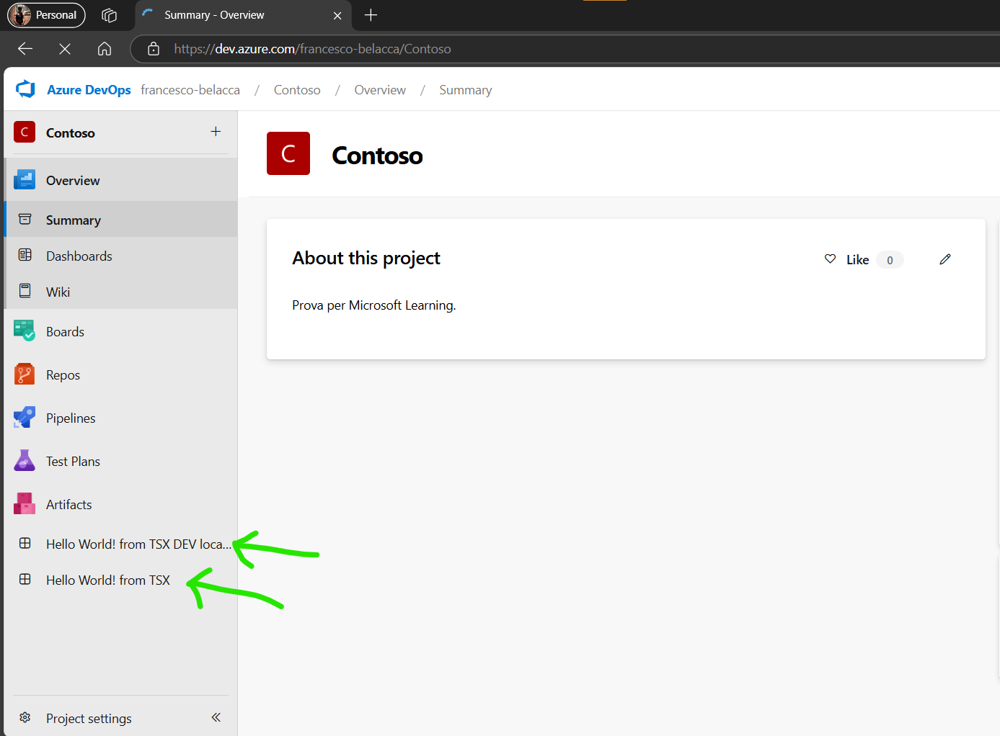 Personal
Summary - Overview
https://dev.azure.com/francesco-belacca/Contoso
Azure DevOps francesco-belacca / Contoso / Overview / Summary
C Contoso
Overview
Summary
Dashboards
Wiki
Boards
Repos
Pipelines
Test Plans
Artifacts
Hello World! from TSX DEV loca...
Hello World! from TSX
Project settings
C Contoso
About this project
Like 0
Prova per Microsoft Learning.